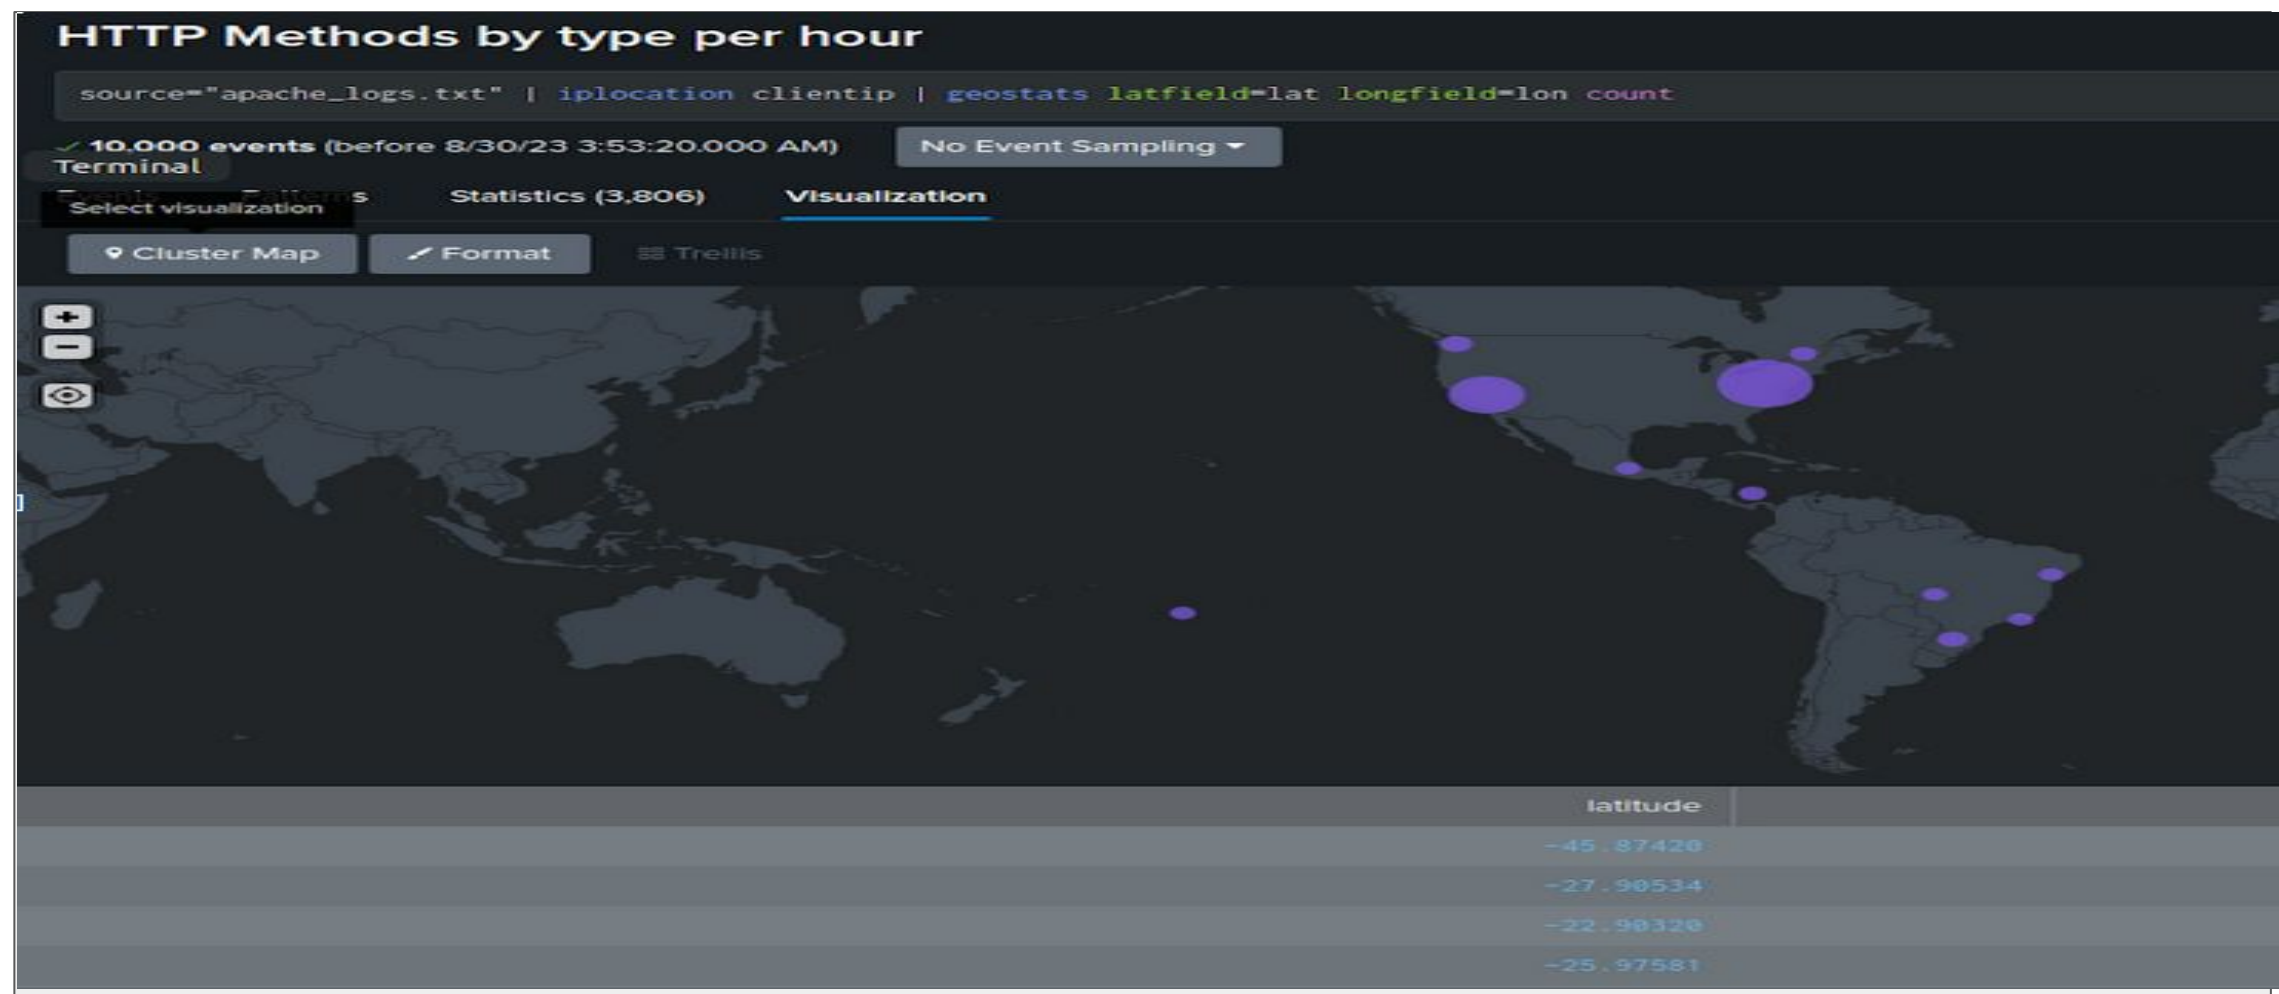 HTTP Methods by type per hour
source="apache_logs.txt" | iplocation clientip | geostats latfield=lat longfield=lon count
✓ 10,000 events (before 8/30/23 3:53:20.000 AM) No Event Sampling
Terminal
Events Patterns Statistics (3,806) Visualization
Select visualization
Cluster Map Format Trellis
+
−
]
latitude
-45.87420
-27.90534
-22.90320
-25.97581